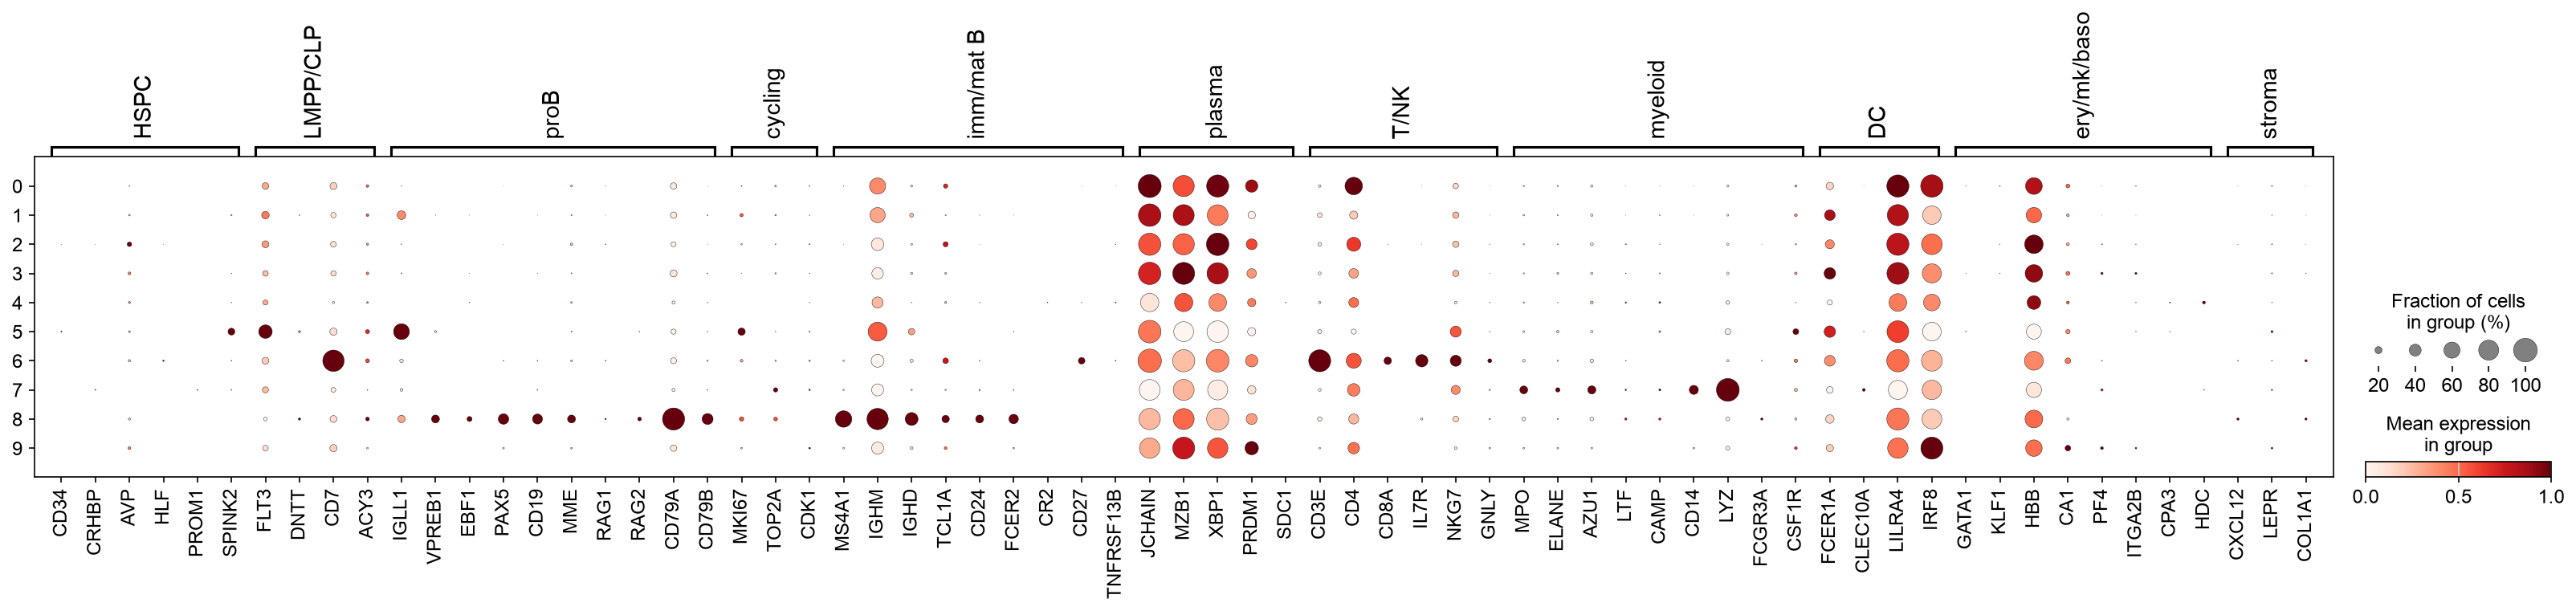 HSPC
LMPP/CLP
proB
cycling
imm/mat B
plasma
T/NK
myeloid
DC
ery/mk/baso
stroma
0
1
2
3
4
5
6
7
8
9
CD34
CRHBP
AVP
HLF
PROM1
SPINK2
FLT3
DNTT
CD7
ACY3
IGLL1
VPREB1
EBF1
PAX5
CD19
MME
RAG1
RAG2
CD79A
CD79B
MKI67
TOP2A
CDK1
MS4A1
IGHM
IGHD
TCL1A
CD24
FCER2
CR2
CD27
TNFRSF13B
JCHAIN
MZB1
XBP1
PRDM1
SDC1
CD3E
CD4
CD8A
IL7R
NKG7
GNLY
MPO
ELANE
AZU1
LTF
CAMP
CD14
LYZ
FCGR3A
CSF1R
FCER1A
CLEC10A
LILRA4
IRF8
GATA1
KLF1
HBB
CA1
PF4
ITGA2B
CPA3
HDC
CXCL12
LEPR
COL1A1
Fraction of cells
in group (%)
20 40 60 80 100
Mean expression
in group
0.0 0.5 1.0